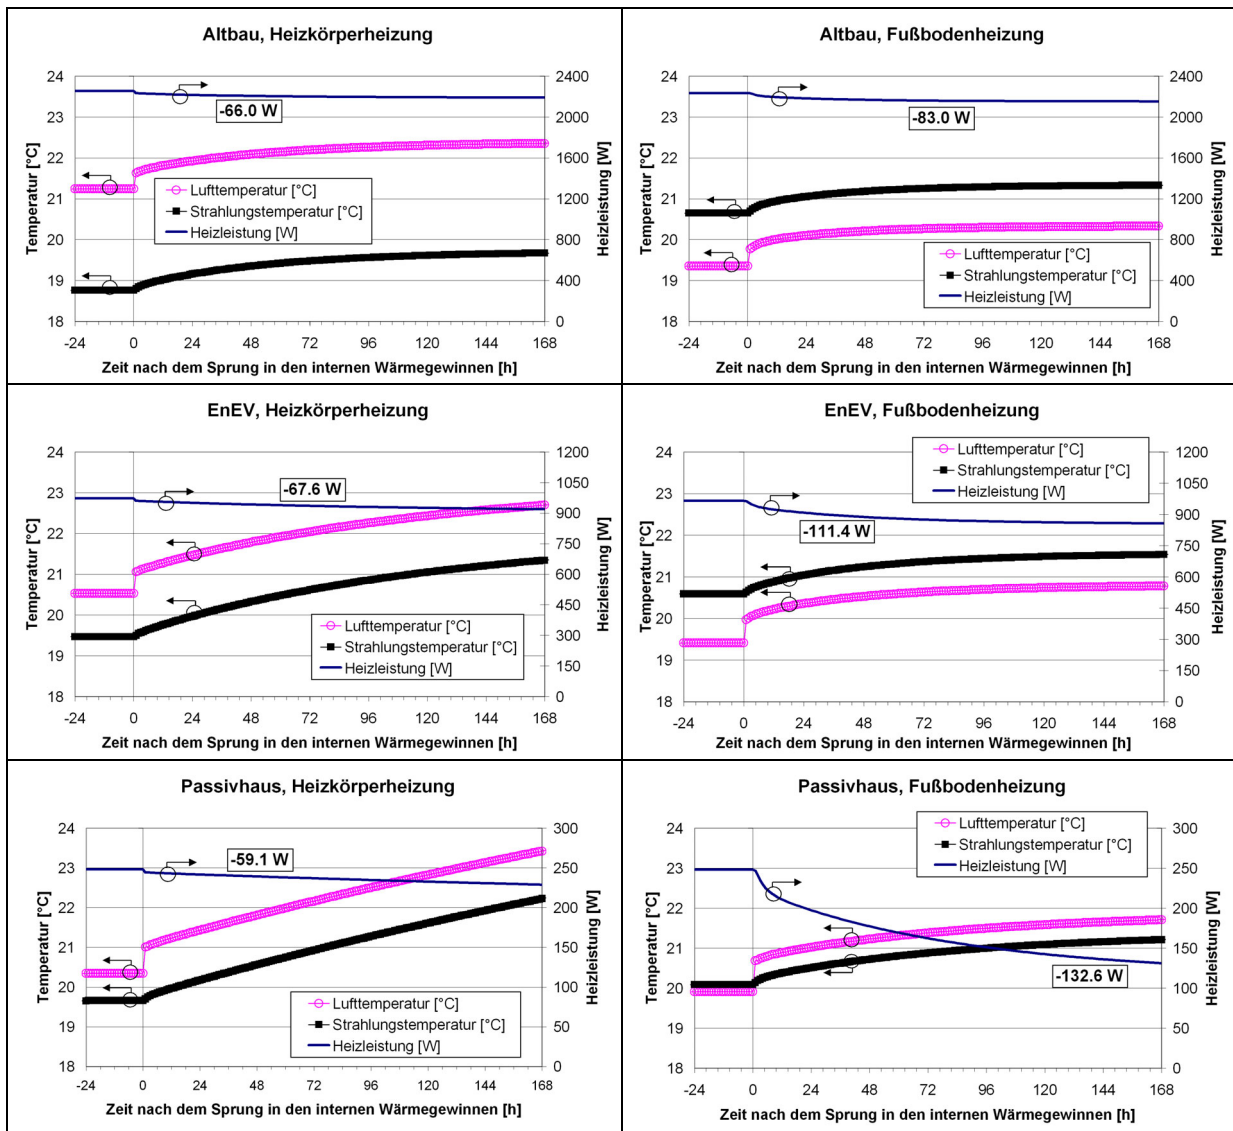 Altbau, Heizkörperheizung
24
23
22
21
20
19
18
Temperatur [°C]
2400
2000
1600
1200
800
400
0
Heizleistung [W]
-66.0 W
Lufttemperatur [°C]
Strahlungstemperatur [°C]
Heizleistung [W]
-24 0 24 48 72 96 120 144 168
Zeit nach dem Sprung in den internen Wärmegewinnen [h]
Altbau, Fußbodenheizung
24
23
22
21
20
19
18
Temperatur [°C]
2400
2000
1600
1200
800
400
0
Heizleistung [W]
-83.0 W
Lufttemperatur [°C]
Strahlungstemperatur [°C]
Heizleistung [W]
-24 0 24 48 72 96 120 144 168
Zeit nach dem Sprung in den internen Wärmegewinnen [h]
EnEV, Heizkörperheizung
24
23
22
21
20
19
18
Temperatur [°C]
1200
1050
900
750
600
450
300
150
0
Heizleistung [W]
-67.6 W
Lufttemperatur [°C]
Strahlungstemperatur [°C]
Heizleistung [W]
-24 0 24 48 72 96 120 144 168
Zeit nach dem Sprung in den internen Wärmegewinnen [h]
EnEV, Fußbodenheizung
24
23
22
21
20
19
18
Temperatur [°C]
1200
1050
900
750
600
450
300
150
0
Heizleistung [W]
Lufttemperatur [°C]
Strahlungstemperatur [°C]
Heizleistung [W]
-111.4 W
-24 0 24 48 72 96 120 144 168
Zeit nach dem Sprung in den internen Wärmegewinnen [h]
Passivhaus, Heizkörperheizung
24
23
22
21
20
19
18
Temperatur [°C]
300
250
200
150
100
50
0
Heizleistung [W]
-59.1 W
Lufttemperatur [°C]
Strahlungstemperatur [°C]
Heizleistung [W]
-24 0 24 48 72 96 120 144 168
Zeit nach dem Sprung in den internen Wärmegewinnen [h]
Passivhaus, Fußbodenheizung
24
23
22
21
20
19
18
Temperatur [°C]
300
250
200
150
100
50
0
Heizleistung [W]
Lufttemperatur [°C]
Strahlungstemperatur [°C]
Heizleistung [W]
-132.6 W
-24 0 24 48 72 96 120 144 168
Zeit nach dem Sprung in den internen Wärmegewinnen [h]